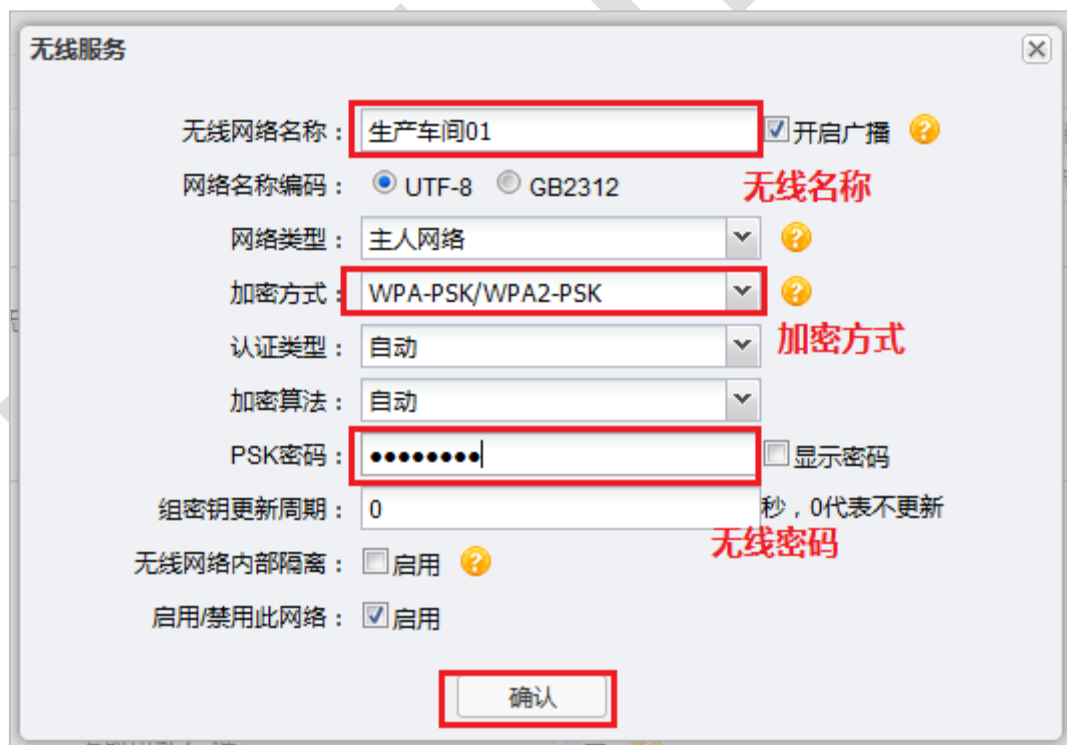 无线服务
无线网络名称： 生产车间01 开启广播
网络名称编码： UTF-8 GB2312 无线名称
网络类型： 主人网络
加密方式： WPA-PSK/WPA2-PSK
加密方式
认证类型： 自动
加密算法： 自动
PSK密码： ●●●●●●●● 显示密码
组密钥更新周期： 0 秒，0代表不更新
无线密码
无线网络内部隔离： 启用
启用/禁用此网络： 启用
确认